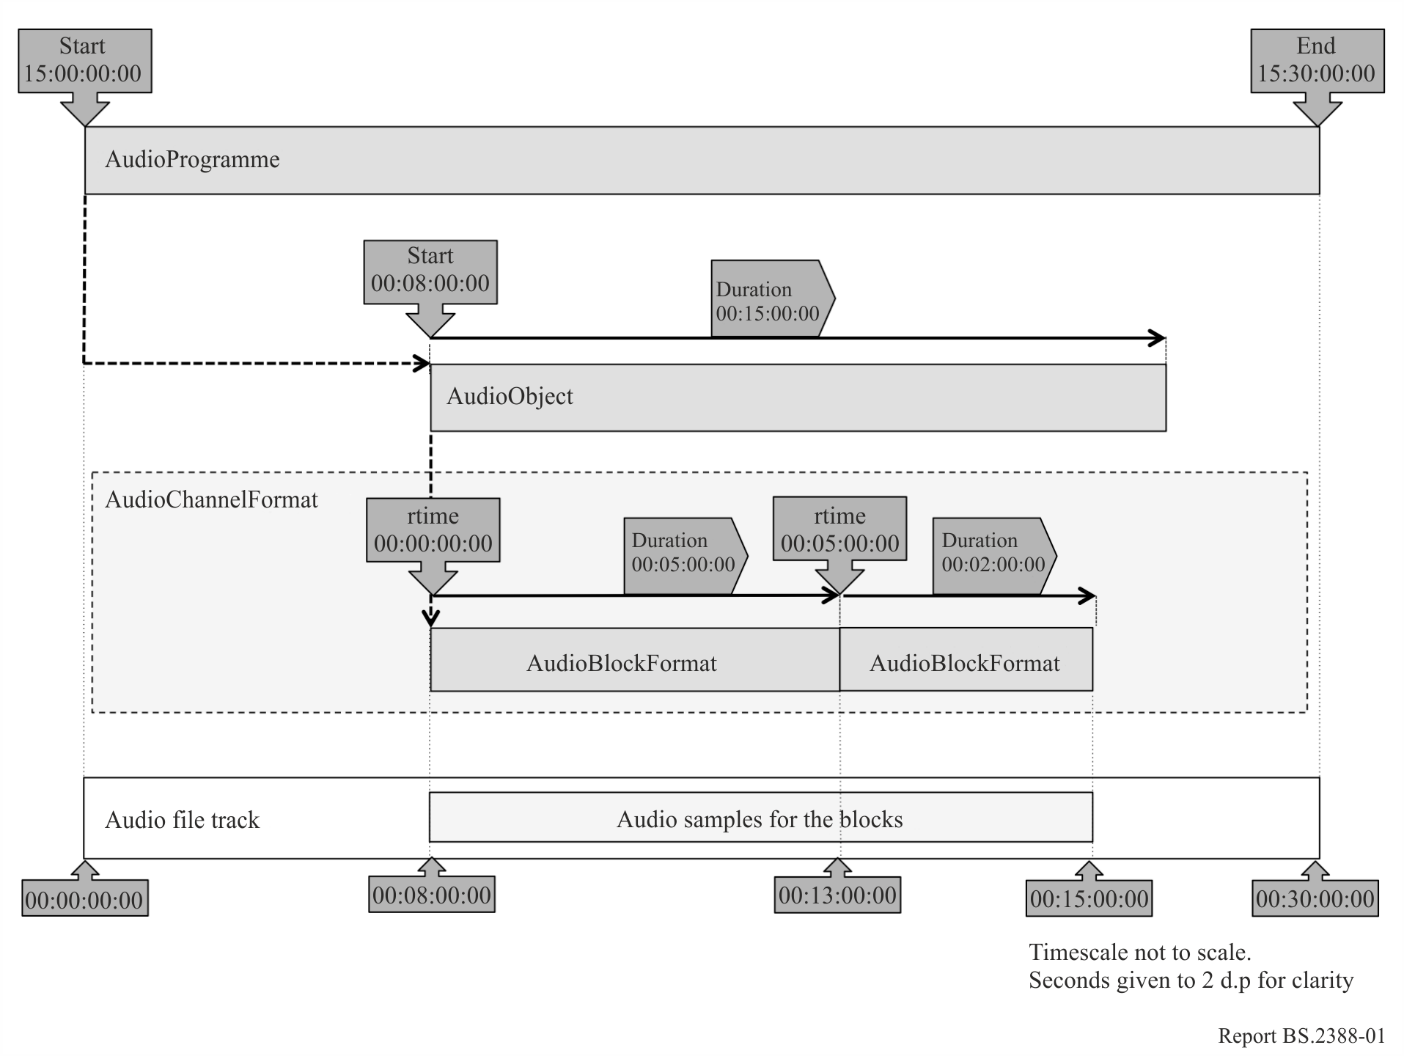 Start
15:00:00:00
End
15:30:00:00
AudioProgramme
Start
00:08:00:00
Duration
00:15:00:00
AudioObject
AudioChannelFormat
rtime
00:00:00:00
Duration
00:05:00:00
rtime
00:05:00:00
Duration
00:02:00:00
AudioBlockFormat
AudioBlockFormat
Audio file track
Audio samples for the blocks
00:00:00:00
00:08:00:00
00:13:00:00
00:15:00:00
00:30:00:00
Timescale not to scale.
Seconds given to 2 d.p for clarity
Report BS.2388-01